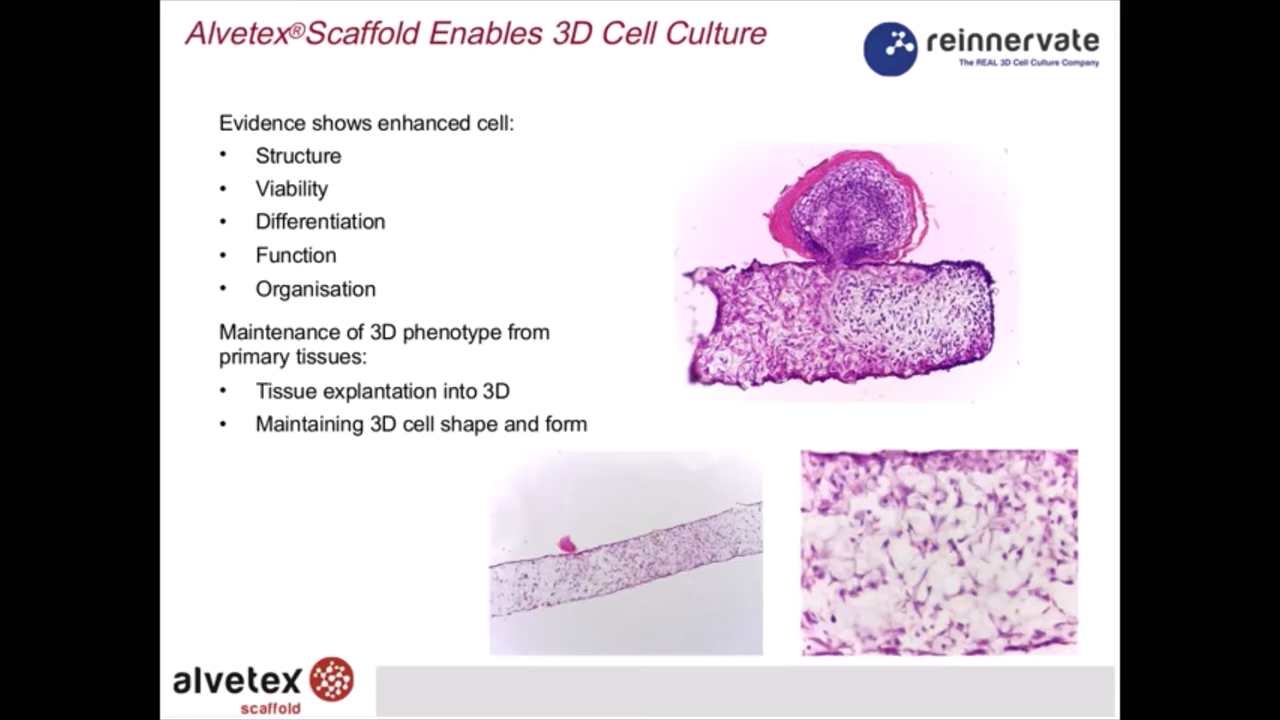 Alvetex®Scaffold Enables 3D Cell Culture
reinnervate
The REAL 3D Cell Culture Company
Evidence shows enhanced cell:
• Structure
• Viability
• Differentiation
• Function
• Organisation
Maintenance of 3D phenotype from
primary tissues:
• Tissue explantation into 3D
• Maintaining 3D cell shape and form
alvetex
scaffold